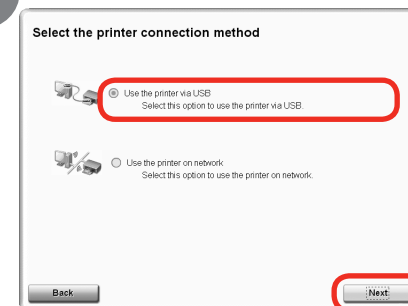 Select the printer connection method
Use the printer via USB
Select this option to use the printer via USB.
Use the printer on network
Select this option to use the printer on network.
Back
Next